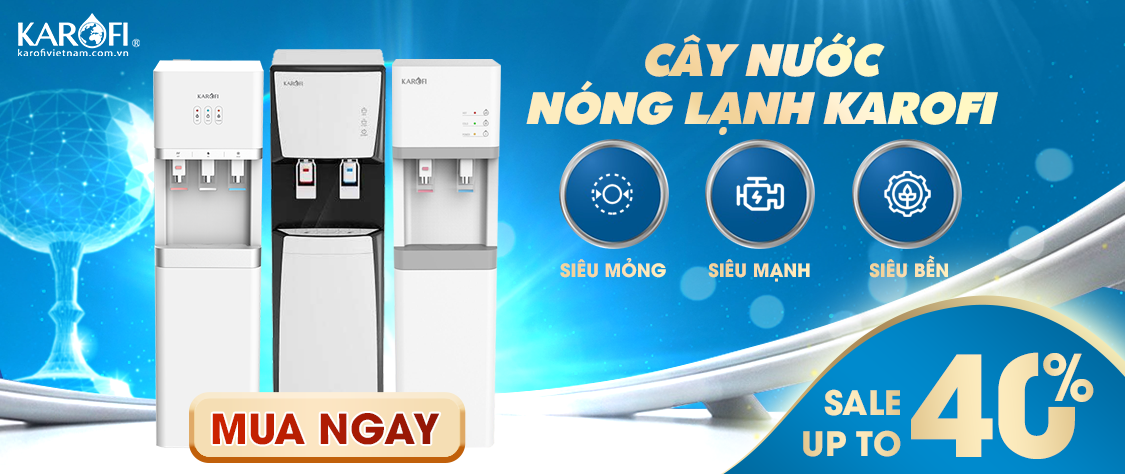 KAROFI®
karofivietnam.com.vn
KAROFI
KAROFI
KAROFI
CÂY NƯỚC
NÓNG LẠNH KAROFI
SIÊU MỎNG
SIÊU MẠNH
SIÊU BỀN
MUA NGAY
SALE
UP TO
40%